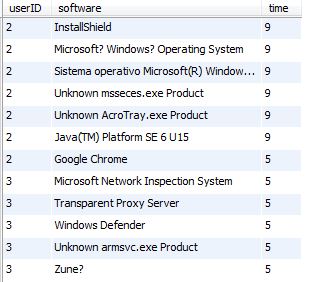 userID software time
2 InstallShield 9
2 Microsoft? Windows? Operating System 9
2 Sistema operativo Microsoft(R) Window... 9
2 Unknown msseces.exe Product 9
2 Unknown AcroTray.exe Product 9
2 Java(TM) Platform SE 6 U15 9
2 Google Chrome 5
3 Microsoft Network Inspection System 5
3 Transparent Proxy Server 5
3 Windows Defender 5
3 Unknown armsvc.exe Product 5
3 Zune? 5